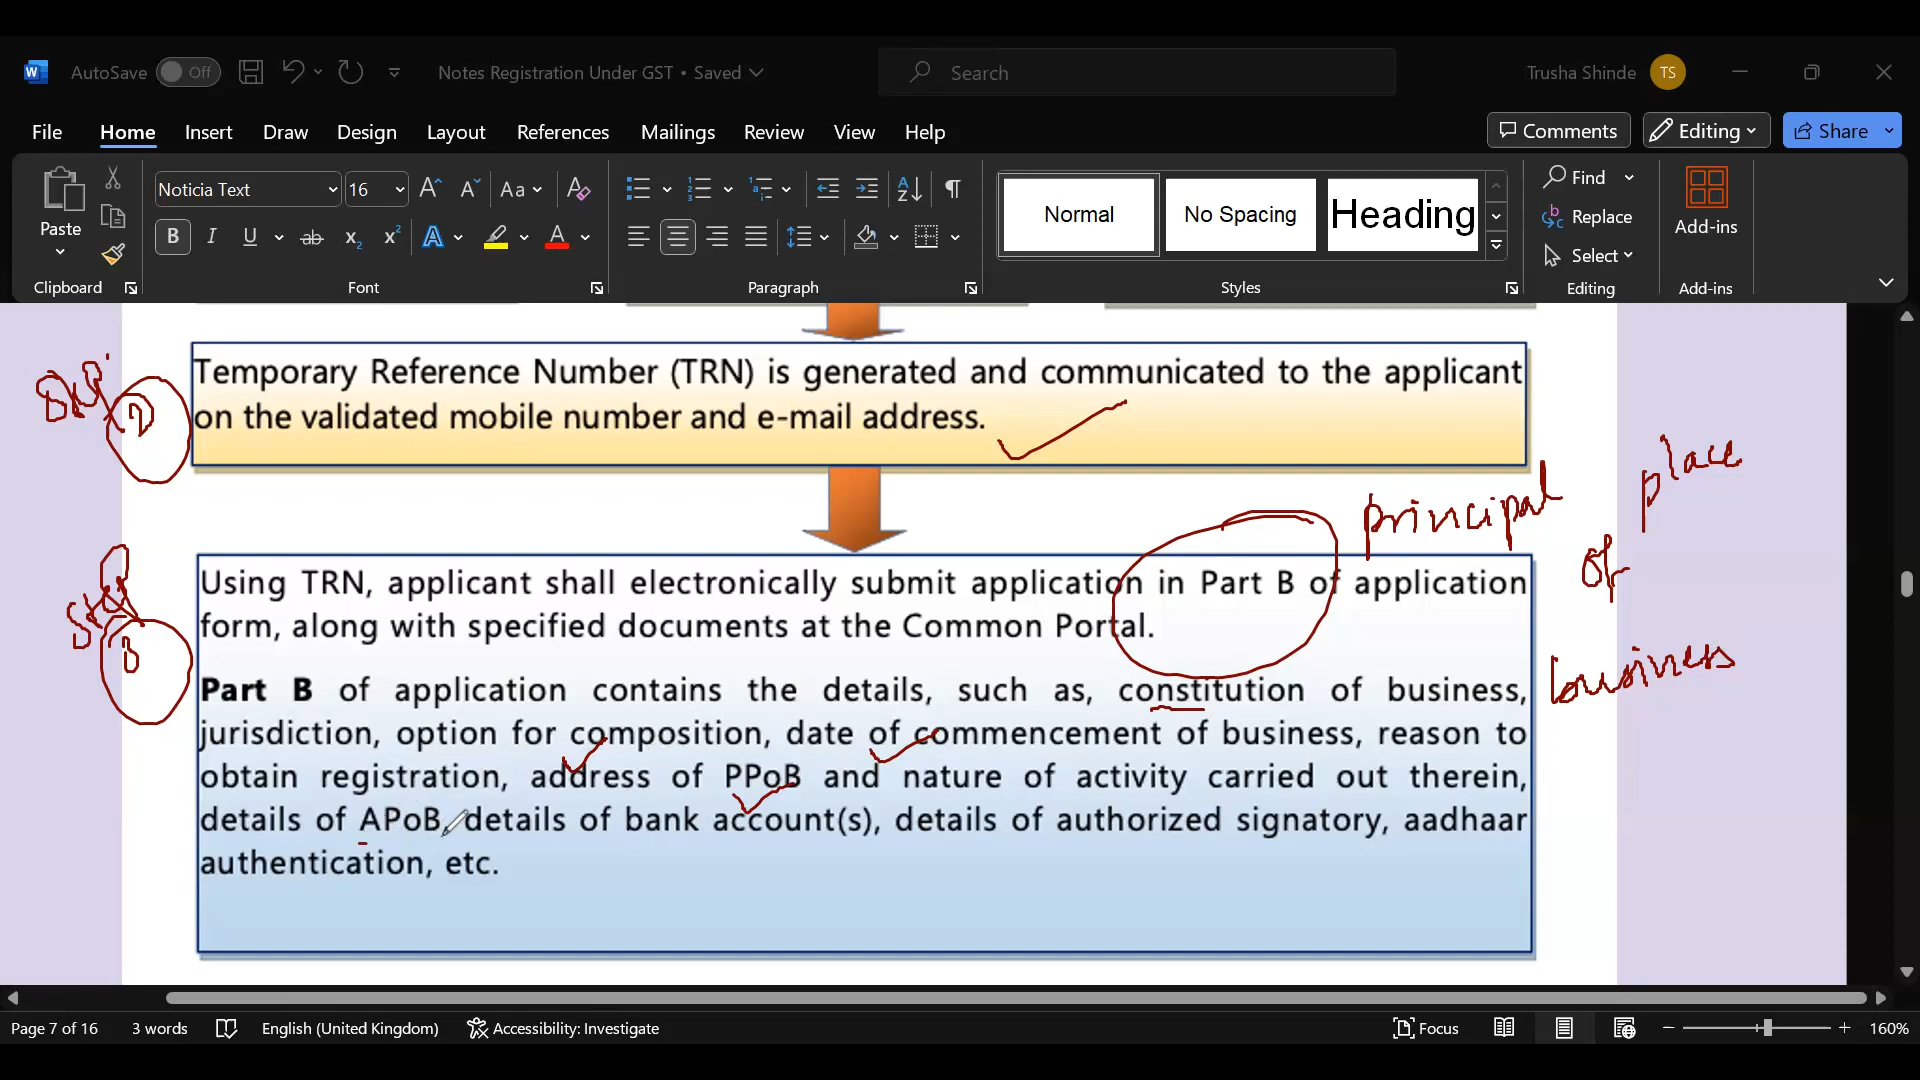 AutoSave Off Notes Registration Under GST • Saved Search Trusha Shinde TS
File Home Insert Draw Design Layout References Mailings Review View Help Comments Editing Share
Paste Noticia Text 16 Aa Normal No Spacing Heading Find Replace Select Add-ins
Clipboard Font Paragraph Styles Editing Add-ins
Temporary Reference Number (TRN) is generated and communicated to the applicant
on the validated mobile number and e-mail address.
2
principal
place
of
business
Using TRN, applicant shall electronically submit application in Part B of application
form, along with specified documents at the Common Portal.
Part B of application contains the details, such as, constitution of business,
jurisdiction, option for composition, date of commencement of business, reason to
obtain registration, address of PPoB and nature of activity carried out therein,
details of APoB, details of bank account(s), details of authorized signatory, aadhaar
authentication, etc.
Page 7 of 16 3 words English (United Kingdom) Accessibility: Investigate Focus 160%